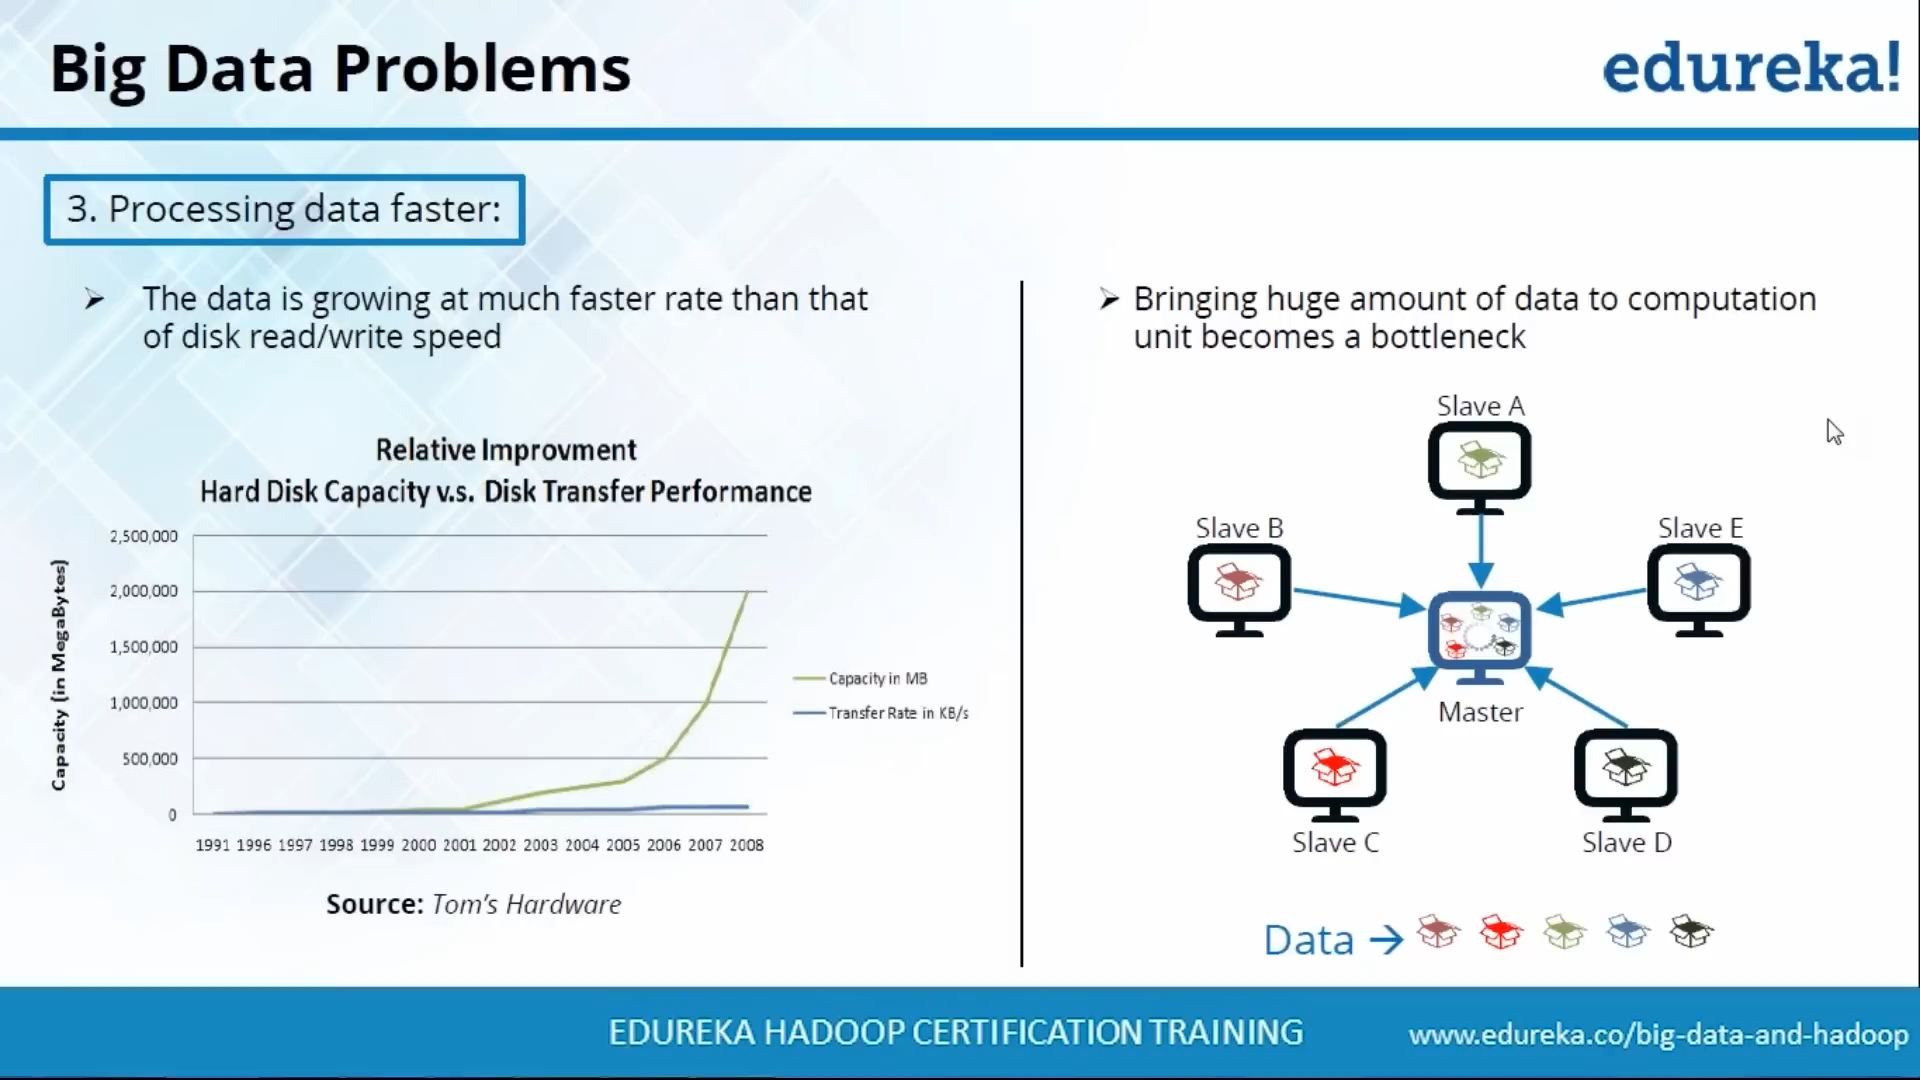 Big Data Problems
edureka!
3. Processing data faster:
➢ The data is growing at much faster rate than that
of disk read/write speed
Relative Improvment
Hard Disk Capacity v.s. Disk Transfer Performance
Capacity (in MegaBytes)
2,500,000
2,000,000
1,500,000
1,000,000
500,000
0
1991 1996 1997 1998 1999 2000 2001 2002 2003 2004 2005 2006 2007 2008
Capacity in MB
Transfer Rate in KB/s
Source: Tom's Hardware
➢ Bringing huge amount of data to computation
unit becomes a bottleneck
Slave A
Slave B
Slave E
Master
Slave C
Slave D
Data →
EDUREKA HADOOP CERTIFICATION TRAINING
www.edureka.co/big-data-and-hadoop